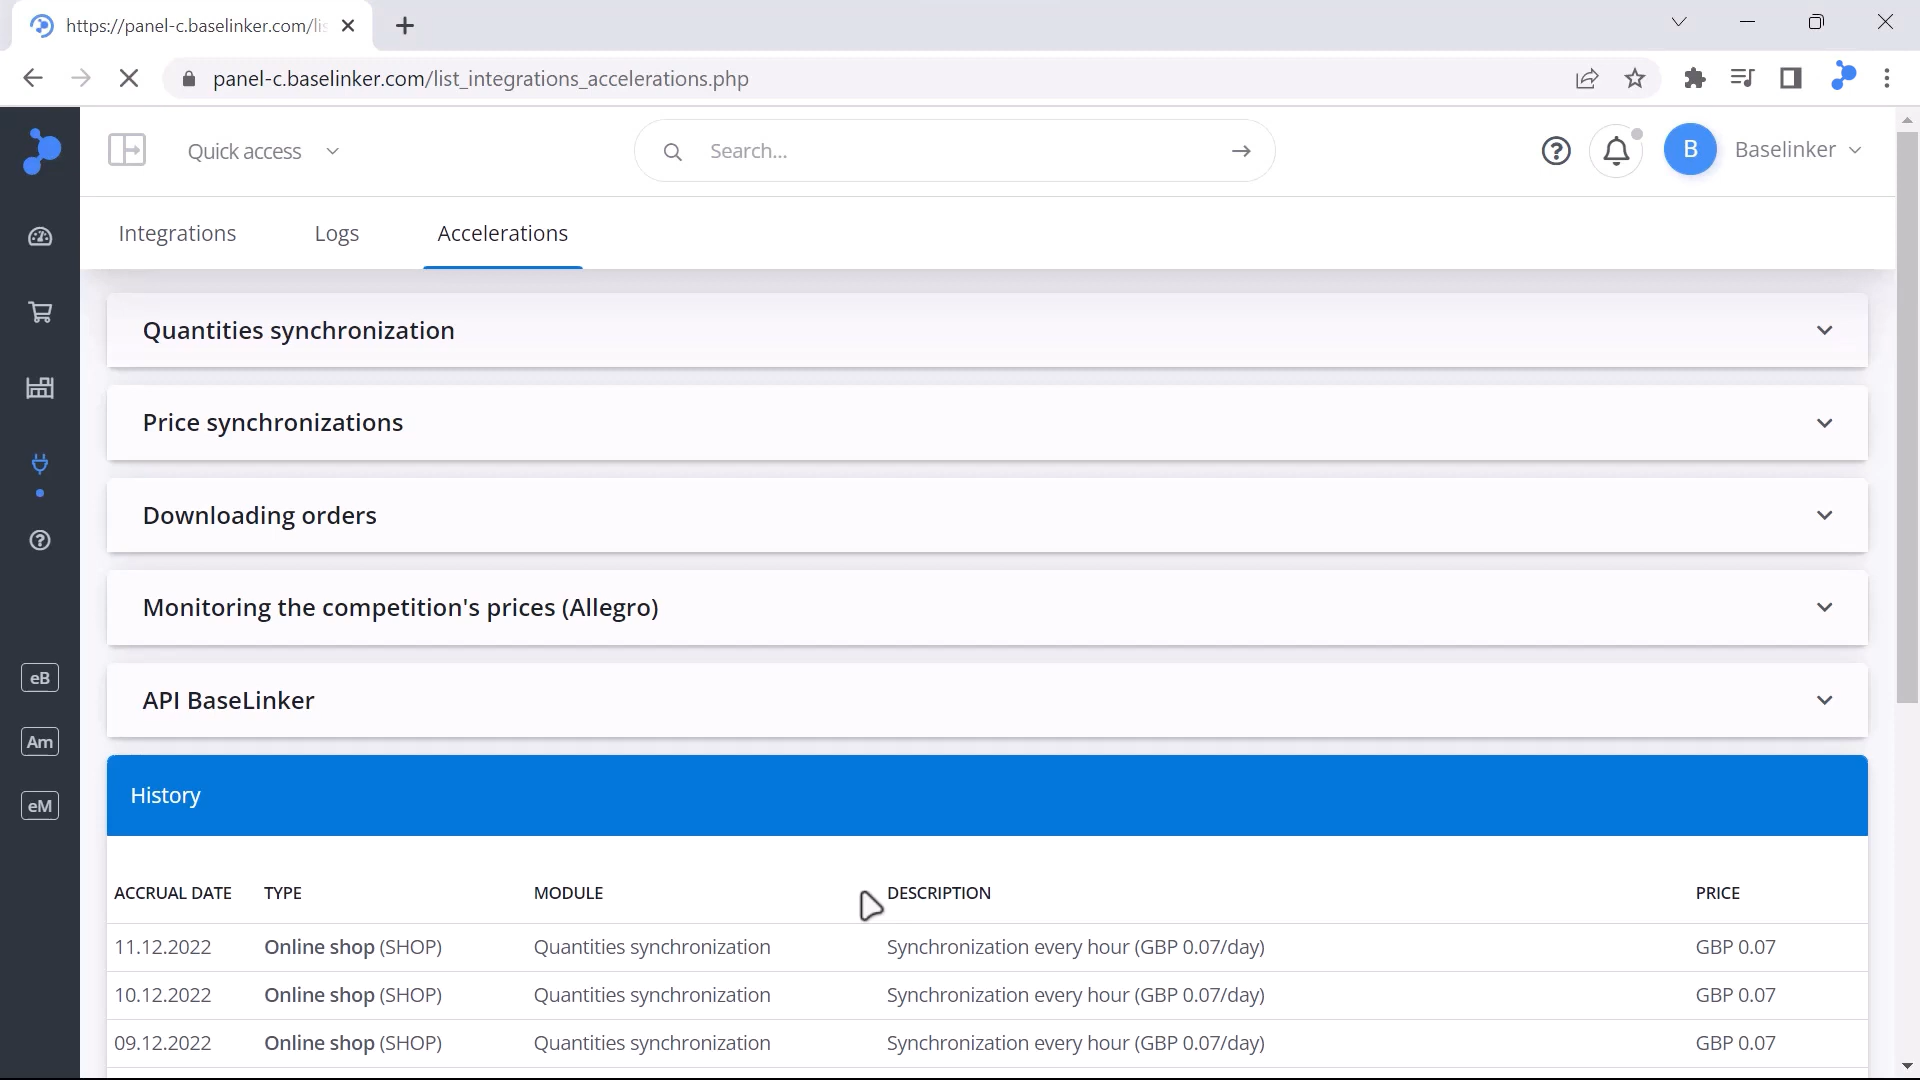 https://panel-c.baselinker.com/lis
panel-c.baselinker.com/list_integrations_accelerations.php
Quick access
Search...
B
Baselinker
Integrations
Logs
Accelerations
Quantities synchronization
Price synchronizations
Downloading orders
Monitoring the competition's prices (Allegro)
API BaseLinker
eB
Am
eM
History
ACCRUAL DATE TYPE MODULE DESCRIPTION PRICE
11.12.2022 Online shop (SHOP) Quantities synchronization Synchronization every hour (GBP 0.07/day) GBP 0.07
10.12.2022 Online shop (SHOP) Quantities synchronization Synchronization every hour (GBP 0.07/day) GBP 0.07
09.12.2022 Online shop (SHOP) Quantities synchronization Synchronization every hour (GBP 0.07/day) GBP 0.07